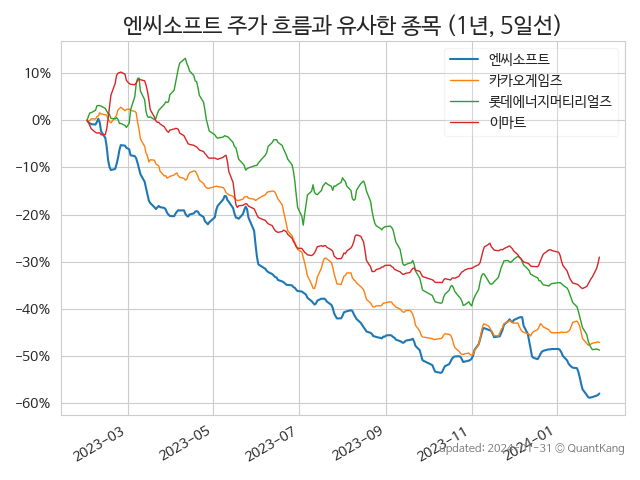 엔씨소프트 주가 흐름과 유사한 종목 (1년, 5일선)
엔씨소프트
카카오게임즈
롯데에너지머티리얼즈
이마트
10%
0%
−10%
−20%
−30%
−40%
−50%
−60%
2023-03
2023-05
2023-07
2023-09
2023-11
2024-01
updated: 2024-01-31 © QuantKang